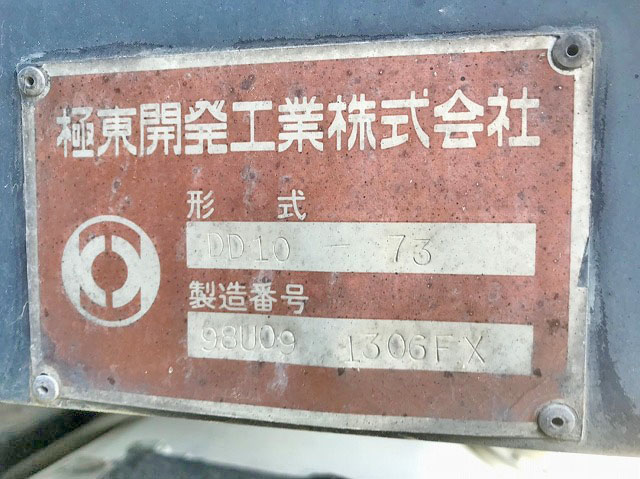 極東開発工業株式会社
形 式
DD10 - 73
製造番号
98U09 1306FX